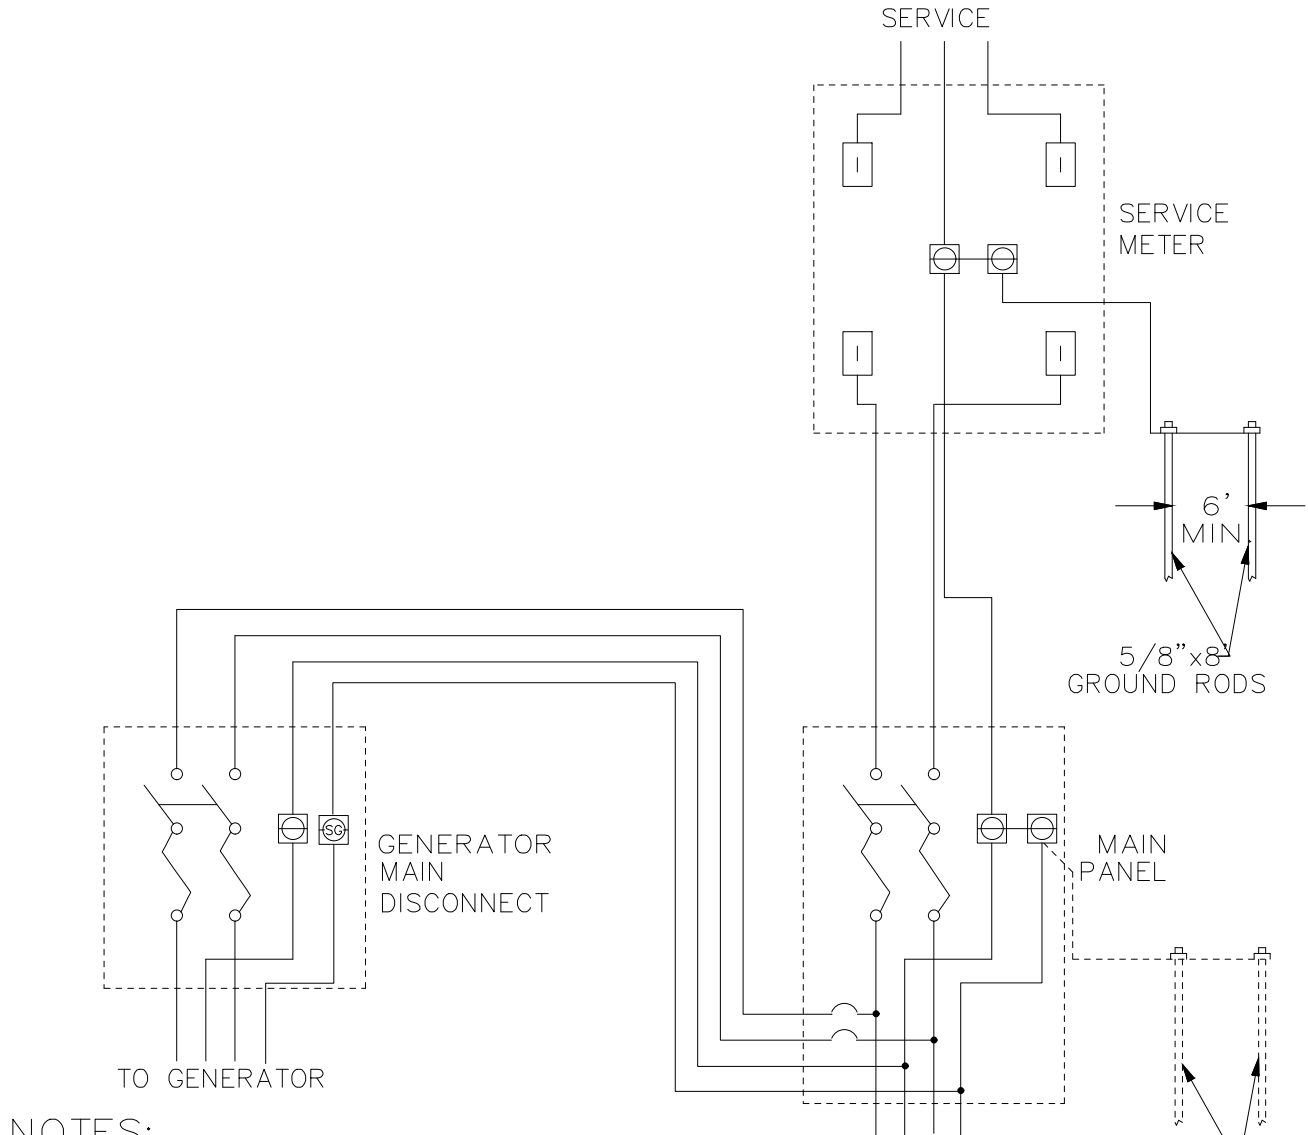 SERVICE
SERVICE
METER
6'
MIN
5/8"x8'
GROUND RODS
SG
GENERATOR
MAIN
DISCONNECT
MAIN
PANEL
TO GENERATOR
NOTES: